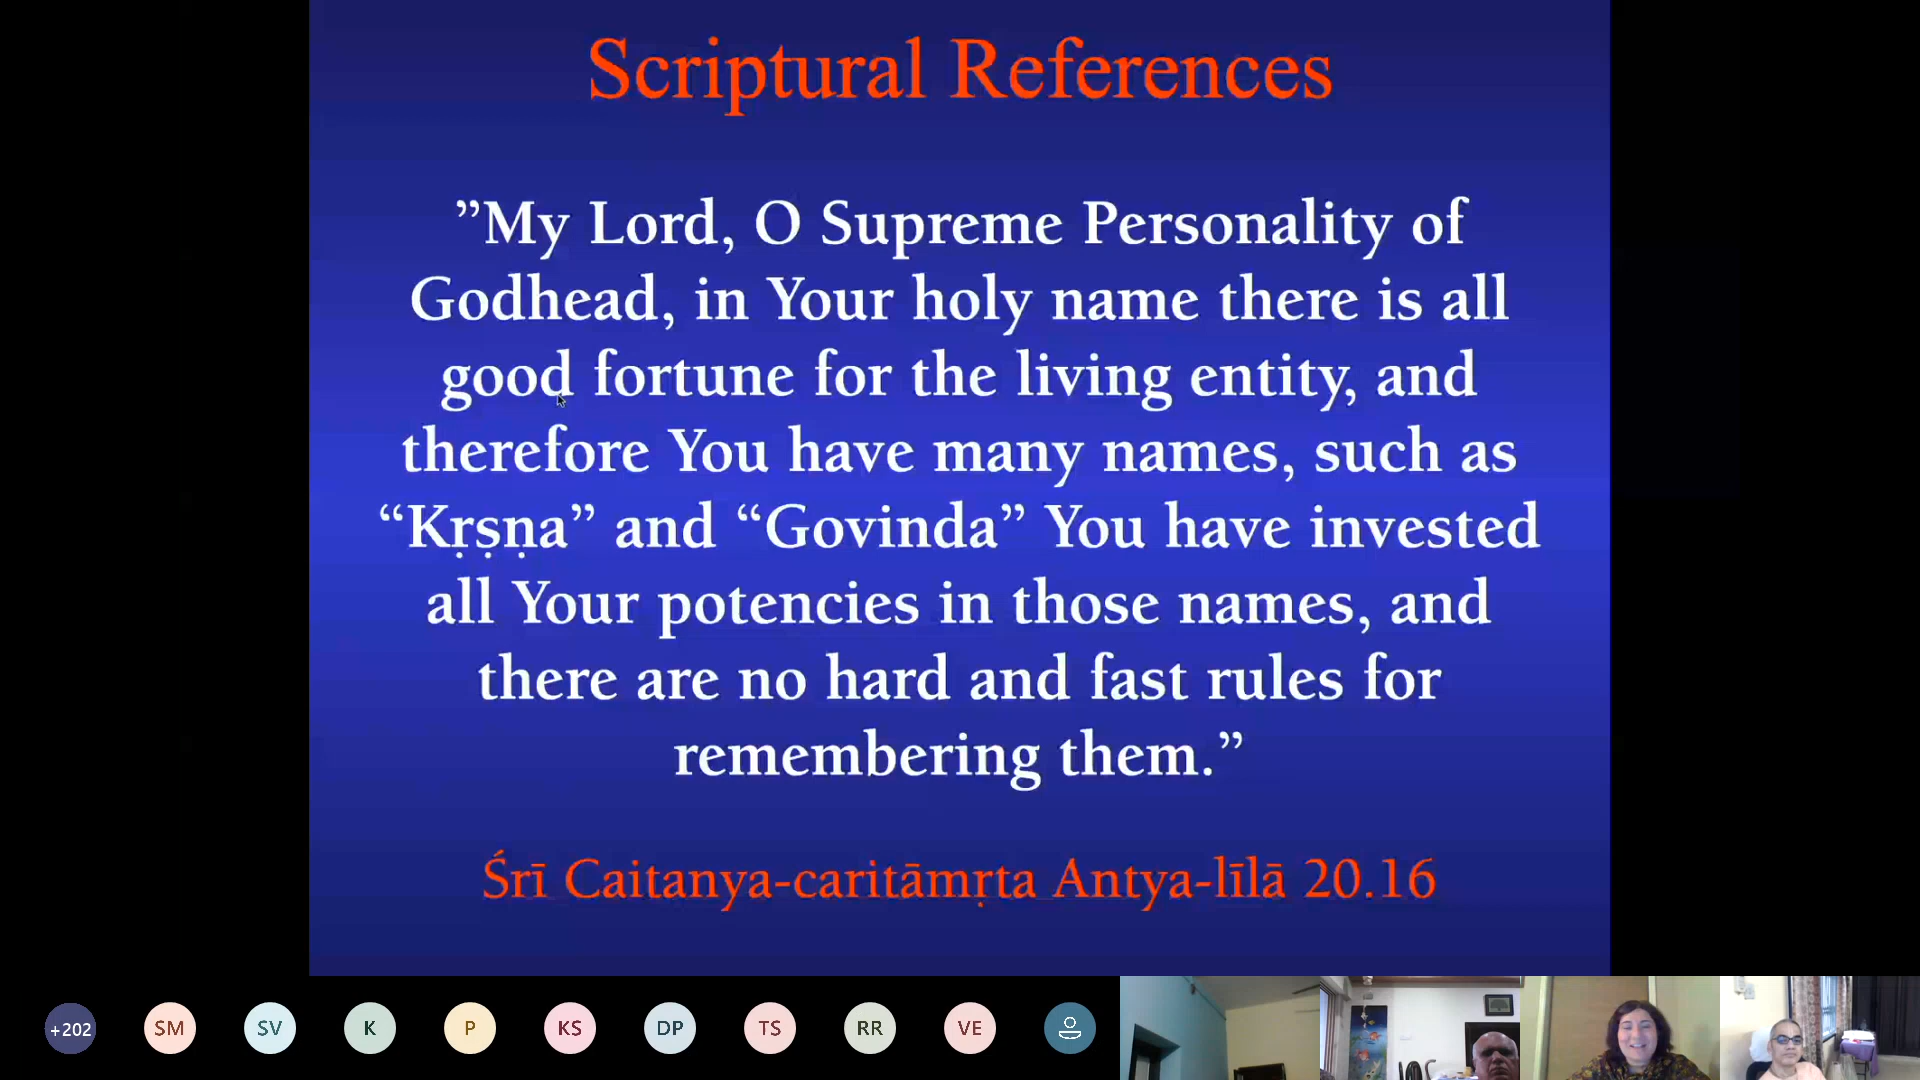 Scriptural References
”My Lord, O Supreme Personality of
Godhead, in Your holy name there is all
good fortune for the living entity, and
therefore You have many names, such as
“Kṛṣṇa” and “Govinda” You have invested
all Your potencies in those names, and
there are no hard and fast rules for
remembering them.”
Śrī Caitanya-caritāmṛta Antya-līlā 20.16
+202 SM SV K P KS DP TS RR VE